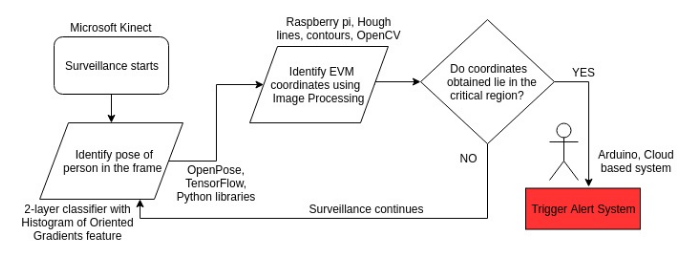 Microsoft Kinect
Surveillance starts
Identify pose of
person in the frame
2-layer classifier with
Histogram of Oriented
Gradients feature
OpenPose,
TensorFlow,
Python libraries
Raspberry pi, Hough
lines, contours, OpenCV
Identify EVM
coordinates using
Image Processing
Do coordinates
obtained lie in the
critical region?
YES
NO
Surveillance continues
Arduino, Cloud
based system
Trigger Alert System